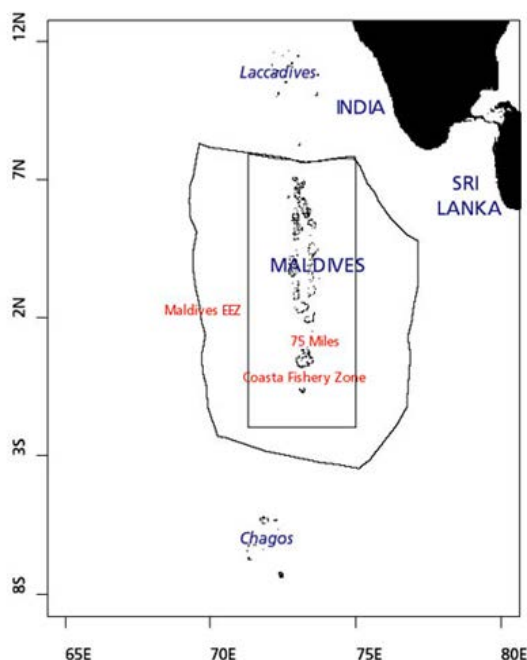 12N
Laccadives
INDIA
7N
SRI
LANKA
MALDIVES
Maldives EEZ
2N
75 Miles
Coasta Fishery Zone
3S
Chagos
8S
65E 70E 75E 80E